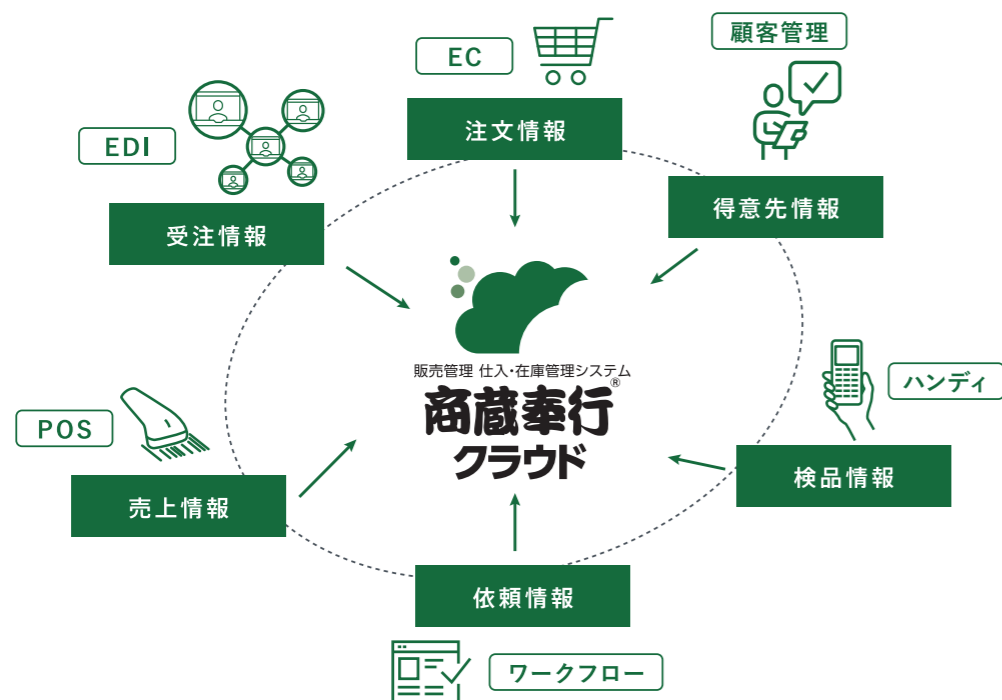 EC
注文情報
顧客管理
得意先情報
EDI
受注情報
販売管理 仕入・在庫管理システム
商蔵奉行®
クラウド
ハンディ
検品情報
POS
売上情報
依頼情報
ワークフロー